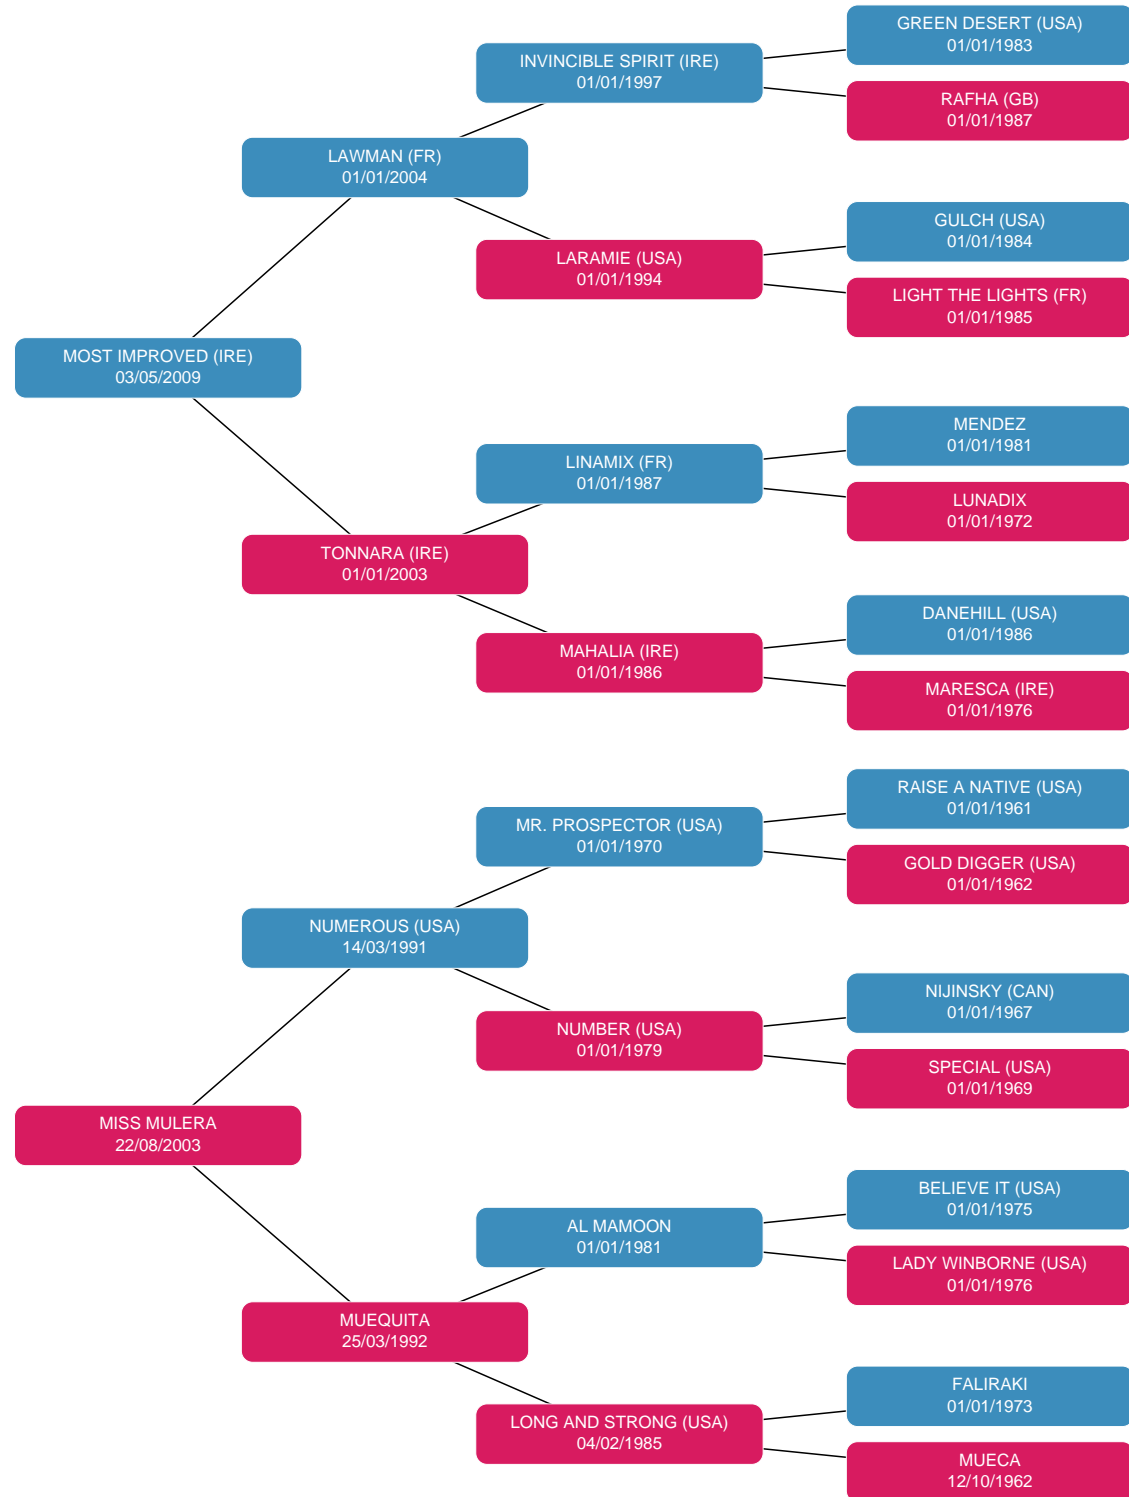 GREEN DESERT (USA)
01/01/1983
INVINCIBLE SPIRIT (IRE)
01/01/1997
RAFHA (GB)
01/01/1987
LAWMAN (FR)
01/01/2004
GULCH (USA)
01/01/1984
LARAMIE (USA)
01/01/1994
LIGHT THE LIGHTS (FR)
01/01/1985
MOST IMPROVED (IRE)
03/05/2009
MENDEZ
01/01/1981
LINAMIX (FR)
01/01/1987
LUNADIX
01/01/1972
TONNARA (IRE)
01/01/2003
DANEHILL (USA)
01/01/1986
MAHALIA (IRE)
01/01/1986
MARESCA (IRE)
01/01/1976
RAISE A NATIVE (USA)
01/01/1961
MR. PROSPECTOR (USA)
01/01/1970
GOLD DIGGER (USA)
01/01/1962
NUMEROUS (USA)
14/03/1991
NIJINSKY (CAN)
01/01/1967
NUMBER (USA)
01/01/1979
SPECIAL (USA)
01/01/1969
MISS MULERA
22/08/2003
BELIEVE IT (USA)
01/01/1975
AL MAMOON
01/01/1981
LADY WINBORNE (USA)
01/01/1976
MUEQUITA
25/03/1992
FALIRAKI
01/01/1973
LONG AND STRONG (USA)
04/02/1985
MUECA
12/10/1962